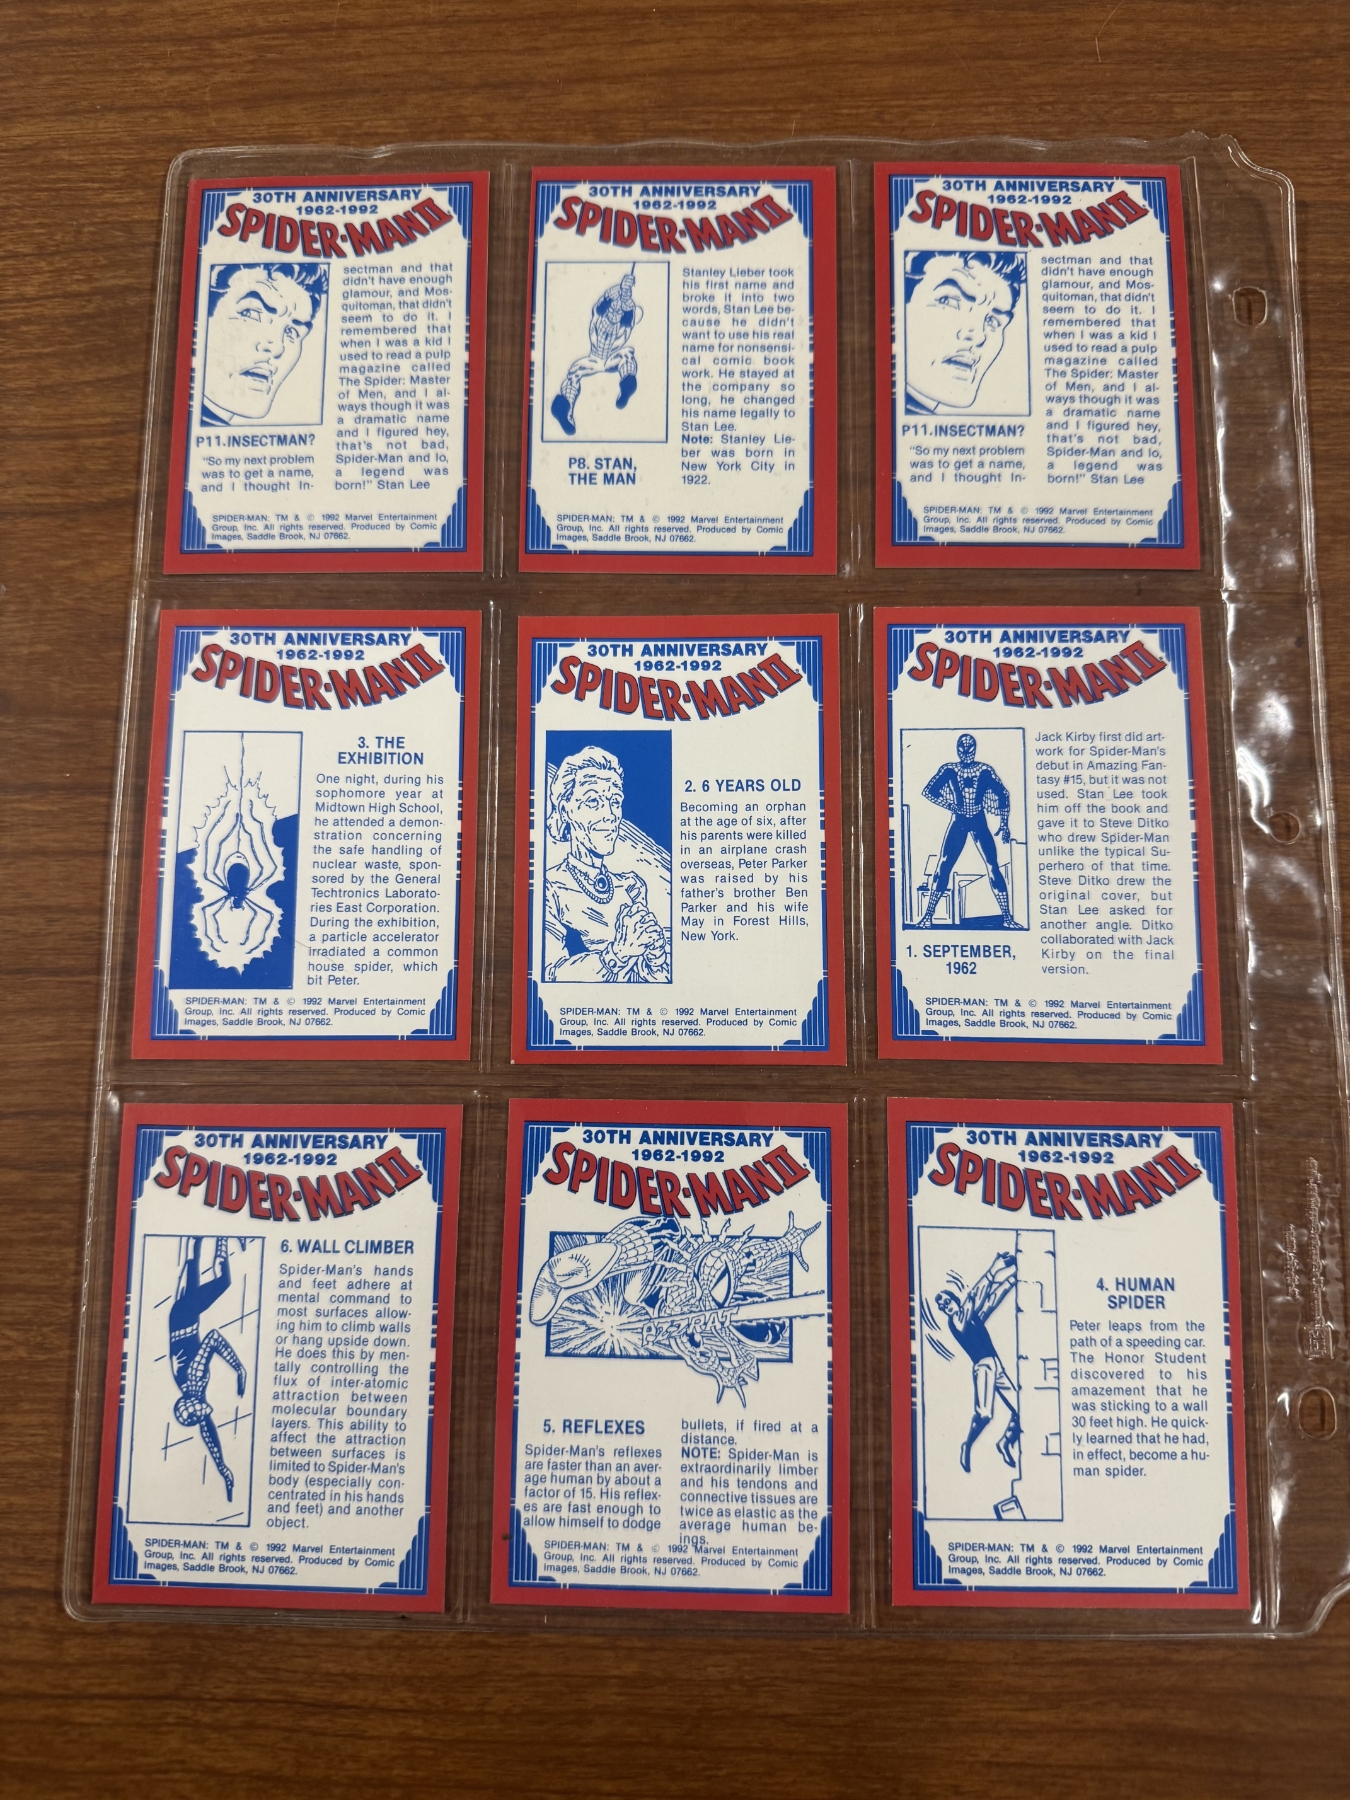 30TH ANNIVERSARY
1962-1992
SPIDER-MAN II
P11. INSECTMAN?
"So my next problem
was to get a name,
and I thought In-
sectman and that
didn't have enough
glamour, and Mos-
quitoman, that didn't
seem to do it. I
remembered that
when I was a kid I
used to read a pulp
magazine called
The Spider: Master
of Men, and I al-
ways though it was
a dramatic name
and I figured hey,
that's not bad,
Spider-Man and lo,
a legend was
born!" Stan Lee
SPIDER-MAN: TM & © 1992 Marvel Entertainment
Group, Inc. All rights reserved. Produced by Comic
Images, Saddle Brook, NJ 07662.
30TH ANNIVERSARY
1962-1992
SPIDER-MAN II
P8. STAN,
THE MAN
Stanley Lieber took
his first name and
broke it into two
words, Stan Lee be-
cause he didn't
want to use his real
name for nonsensi-
cal comic book
work. He stayed at
the company so
long, he changed
his name legally to
Stan Lee.
Note: Stanley Lie-
ber was born in
New York City in
1922.
SPIDER-MAN: TM & © 1992 Marvel Entertainment
Group, Inc. All rights reserved. Produced by Comic
Images, Saddle Brook, NJ 07662.
30TH ANNIVERSARY
1962-1992
SPIDER-MAN II
P11. INSECTMAN?
"So my next problem
was to get a name,
and I thought In-
sectman and that
didn't have enough
glamour, and Mos-
quitoman, that didn't
seem to do it. I
remembered that
when I was a kid I
used to read a pulp
magazine called
The Spider: Master
of Men, and I al-
ways though it was
a dramatic name
and I figured hey,
that's not bad,
Spider-Man and lo,
a legend was
born!" Stan Lee
SPIDER-MAN: TM & © 1992 Marvel Entertainment
Group, Inc. All rights reserved. Produced by Comic
Images, Saddle Brook, NJ 07662.
30TH ANNIVERSARY
1962-1992
SPIDER-MAN II
3. THE
EXHIBITION
One night, during his
sophomore year at
Midtown High School,
he attended a demon-
stration concerning
the safe handling of
nuclear waste, spon-
sored by the General
Techtronics Laborato-
ries East Corporation.
During the exhibition,
a particle accelerator
irradiated a common
house spider, which
bit Peter.
SPIDER-MAN: TM & © 1992 Marvel Entertainment
Group, Inc. All rights reserved. Produced by Comic
Images, Saddle Brook, NJ 07662.
30TH ANNIVERSARY
1962-1992
SPIDER-MAN II
2. 6 YEARS OLD
Becoming an orphan
at the age of six, after
his parents were killed
in an airplane crash
overseas, Peter Parker
was raised by his
father's brother Ben
Parker and his wife
May in Forest Hills,
New York.
SPIDER-MAN: TM & © 1992 Marvel Entertainment
Group, Inc. All rights reserved. Produced by Comic
Images, Saddle Brook, NJ 07662.
30TH ANNIVERSARY
1962-1992
SPIDER-MAN II
1. SEPTEMBER,
1962
Jack Kirby first did art-
work for Spider-Man's
debut in Amazing Fan-
tasy #15, but it was not
used. Stan Lee took
him off the book and
gave it to Steve Ditko
who drew Spider-Man
unlike the typical Su-
perhero of that time.
Steve Ditko drew the
original cover, but
Stan Lee asked for
another angle. Ditko
collaborated with Jack
Kirby on the final
version.
SPIDER-MAN: TM & © 1992 Marvel Entertainment
Group, Inc. All rights reserved. Produced by Comic
Images, Saddle Brook, NJ 07662.
30TH ANNIVERSARY
1962-1992
SPIDER-MAN II
6. WALL CLIMBER
Spider-Man's hands
and feet adhere at
mental command to
most surfaces allow-
ing him to climb walls
or hang upside down.
He does this by men-
tally controlling the
flux of inter-atomic
attraction between
molecular boundary
layers. This ability to
affect the attraction
between surfaces is
limited to Spider-Man's
body (especially con-
centrated in his hands
and feet) and another
object.
SPIDER-MAN: TM & © 1992 Marvel Entertainment
Group, Inc. All rights reserved. Produced by Comic
Images, Saddle Brook, NJ 07662.
30TH ANNIVERSARY
1962-1992
SPIDER-MAN II
5. REFLEXES
Spider-Man's reflexes
are faster than an aver-
age human by about a
factor of 15. His reflex-
es are fast enough to
allow himself to dodge
bullets, if fired at a
distance.
NOTE: Spider-Man is
extraordinarily limber
and his tendons and
connective tissues are
twice as elastic as the
average human be-
ings.
SPIDER-MAN: TM & © 1992 Marvel Entertainment
Group, Inc. All rights reserved. Produced by Comic
Images, Saddle Brook, NJ 07662.
30TH ANNIVERSARY
1962-1992
SPIDER-MAN II
4. HUMAN
SPIDER
Peter leaps from the
path of a speeding car.
The Honor Student
discovered to his
amazement that he
was sticking to a wall
30 feet high. He quick-
ly learned that he had,
in effect, become a hu-
man spider.
SPIDER-MAN: TM & © 1992 Marvel Entertainment
Group, Inc. All rights reserved. Produced by Comic
Images, Saddle Brook, NJ 07662.